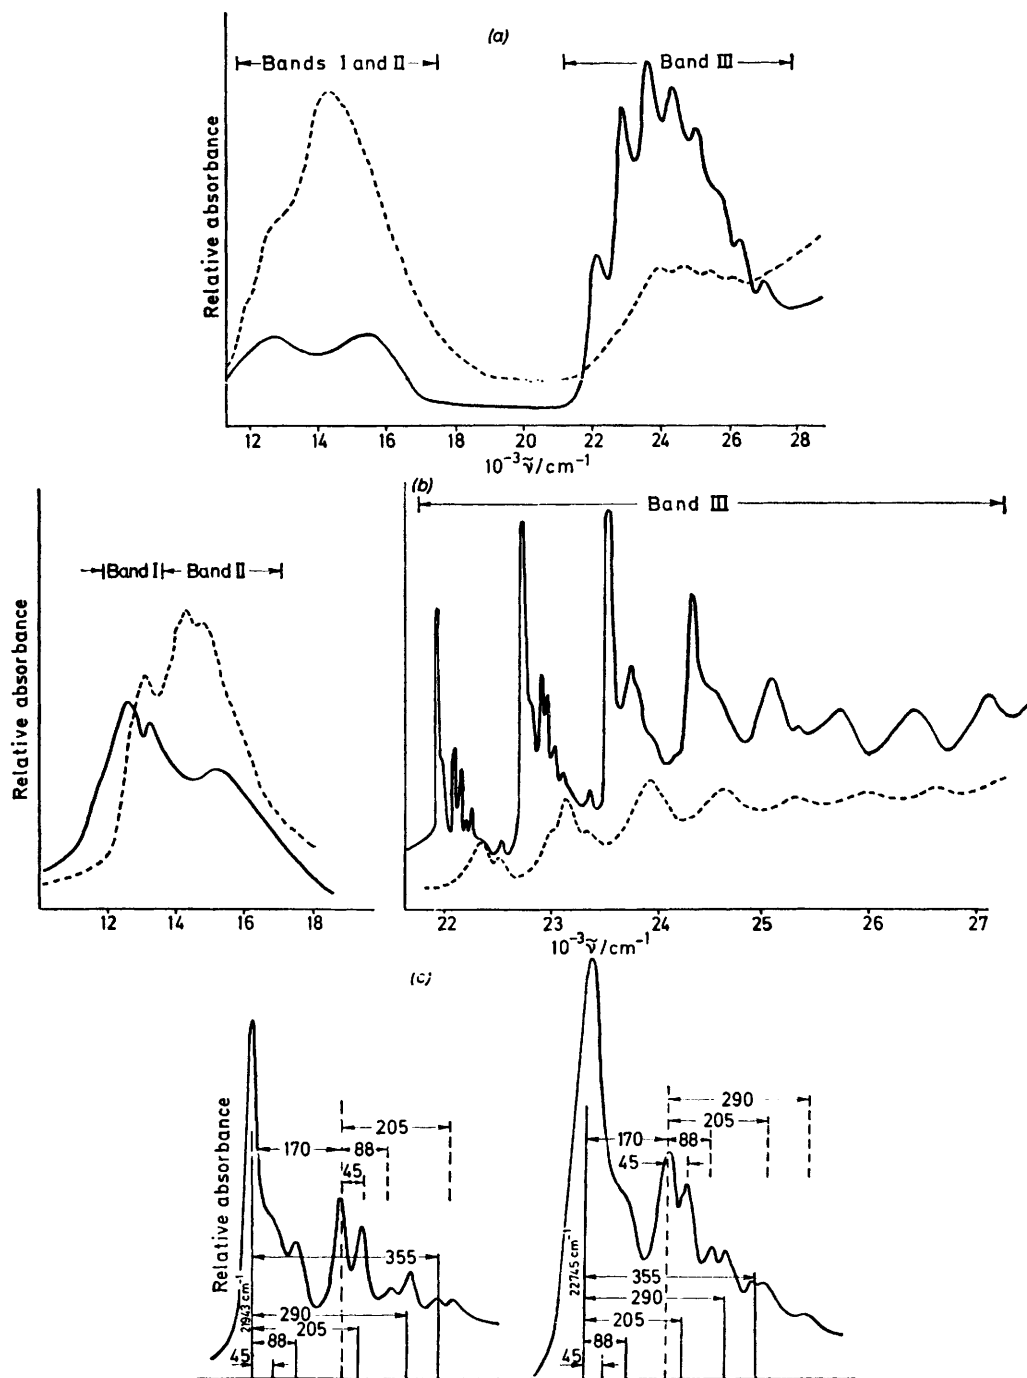 (a)
Bands I and II
Band III
Relative absorbance
12 14 16 18 20 22 24 26 28
10⁻³ ν̃/cm⁻¹
(b)
Band III
Band I Band II
Relative absorbance
12 14 16 18
22 23 24 25 26 27
10⁻³ ν̃/cm⁻¹
(c)
Relative absorbance
205
170 88
45
355
21943 cm⁻¹
290
205
88
45
290
205
170 88
45
22745 cm⁻¹
355
290
205
88
45